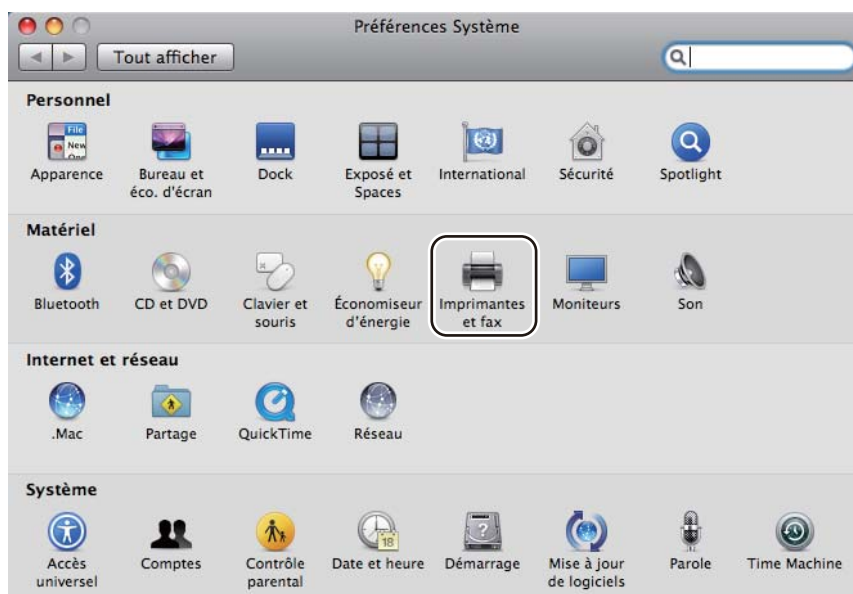 Préférences Système
Tout afficher
Personnel
Apparence
Bureau et
éco. d'écran
Dock
Exposé et
Spaces
International
Sécurité
Spotlight
Matériel
Bluetooth
CD et DVD
Clavier et
souris
Économiseur
d'énergie
Imprimantes
et fax
Moniteurs
Son
Internet et réseau
.Mac
Partage
QuickTime
Réseau
Système
Accès
universel
Comptes
Contrôle
parental
Date et heure
18
Démarrage
?
Mise à jour
de logiciels
Parole
Time Machine